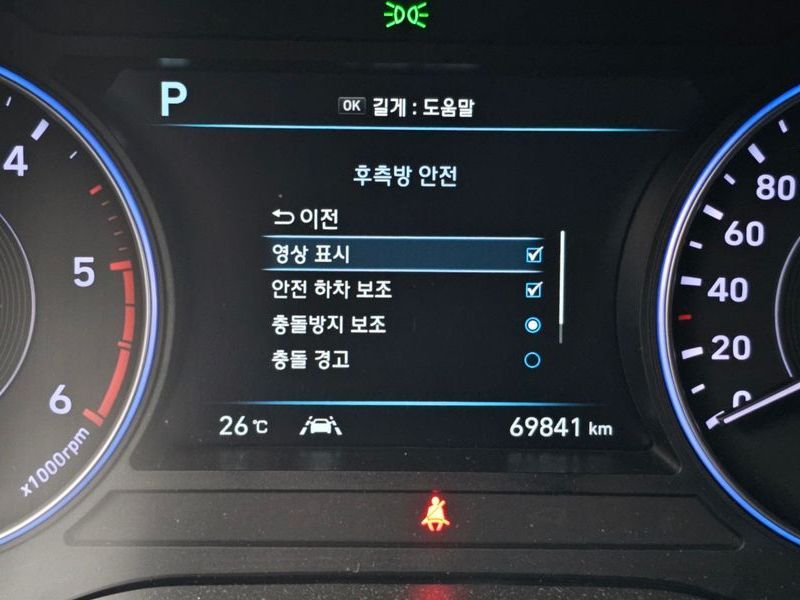 P
OK 길게 : 도움말
후측방 안전
이전
영상 표시
안전 하차 보조
충돌방지 보조
충돌 경고
26℃
69841 km
4
5
6
x1000rpm
80
60
40
20
0